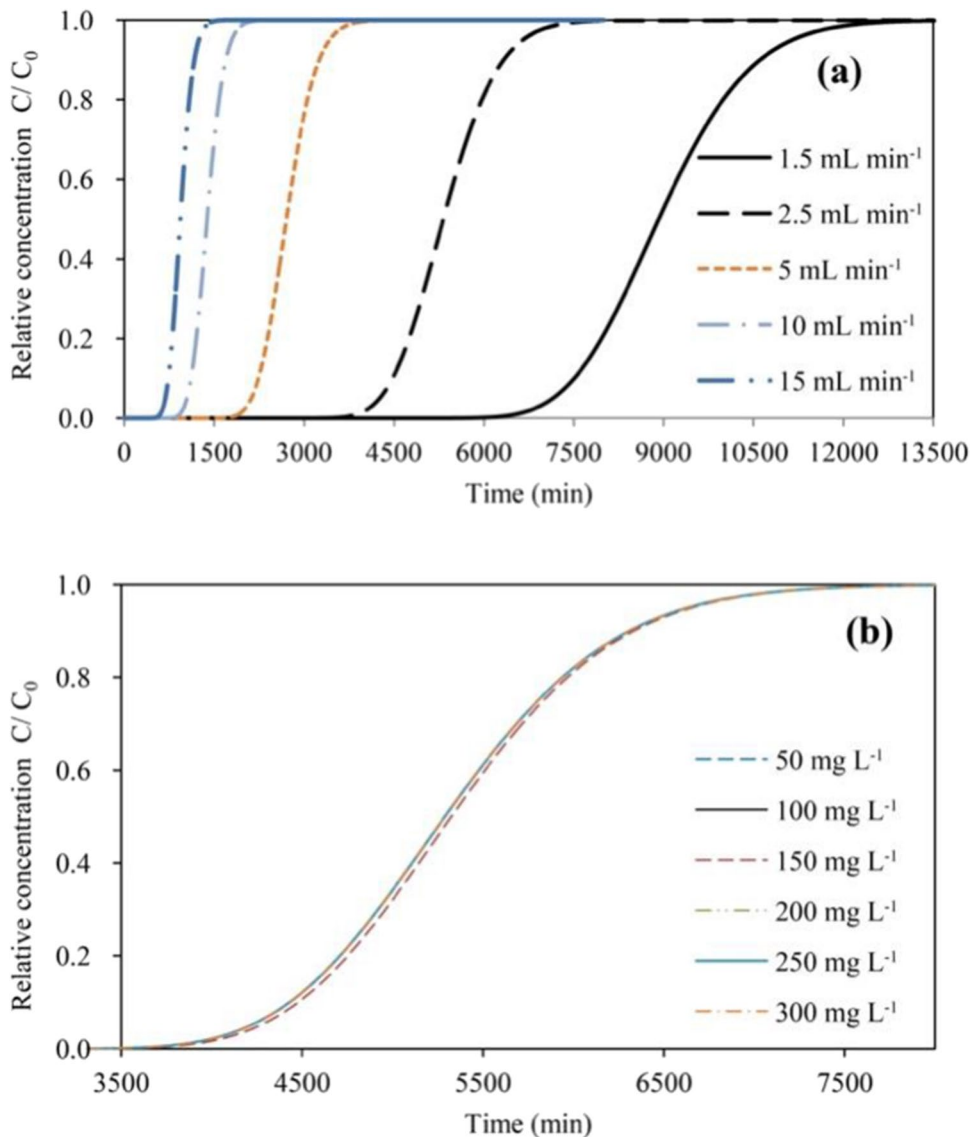 1.0
(a)
0.8
1.5 mL min⁻¹
0.6
2.5 mL min⁻¹
5 mL min⁻¹
0.4
10 mL min⁻¹
0.2
15 mL min⁻¹
0.0
Relative concentration C/ C₀
0 1500 3000 4500 6000 7500 9000 10500 12000 13500
Time (min)
1.0
(b)
0.8
50 mg L⁻¹
0.6
100 mg L⁻¹
150 mg L⁻¹
0.4
200 mg L⁻¹
0.2
250 mg L⁻¹
300 mg L⁻¹
0.0
Relative concentration C/ C₀
3500 4500 5500 6500 7500
Time (min)